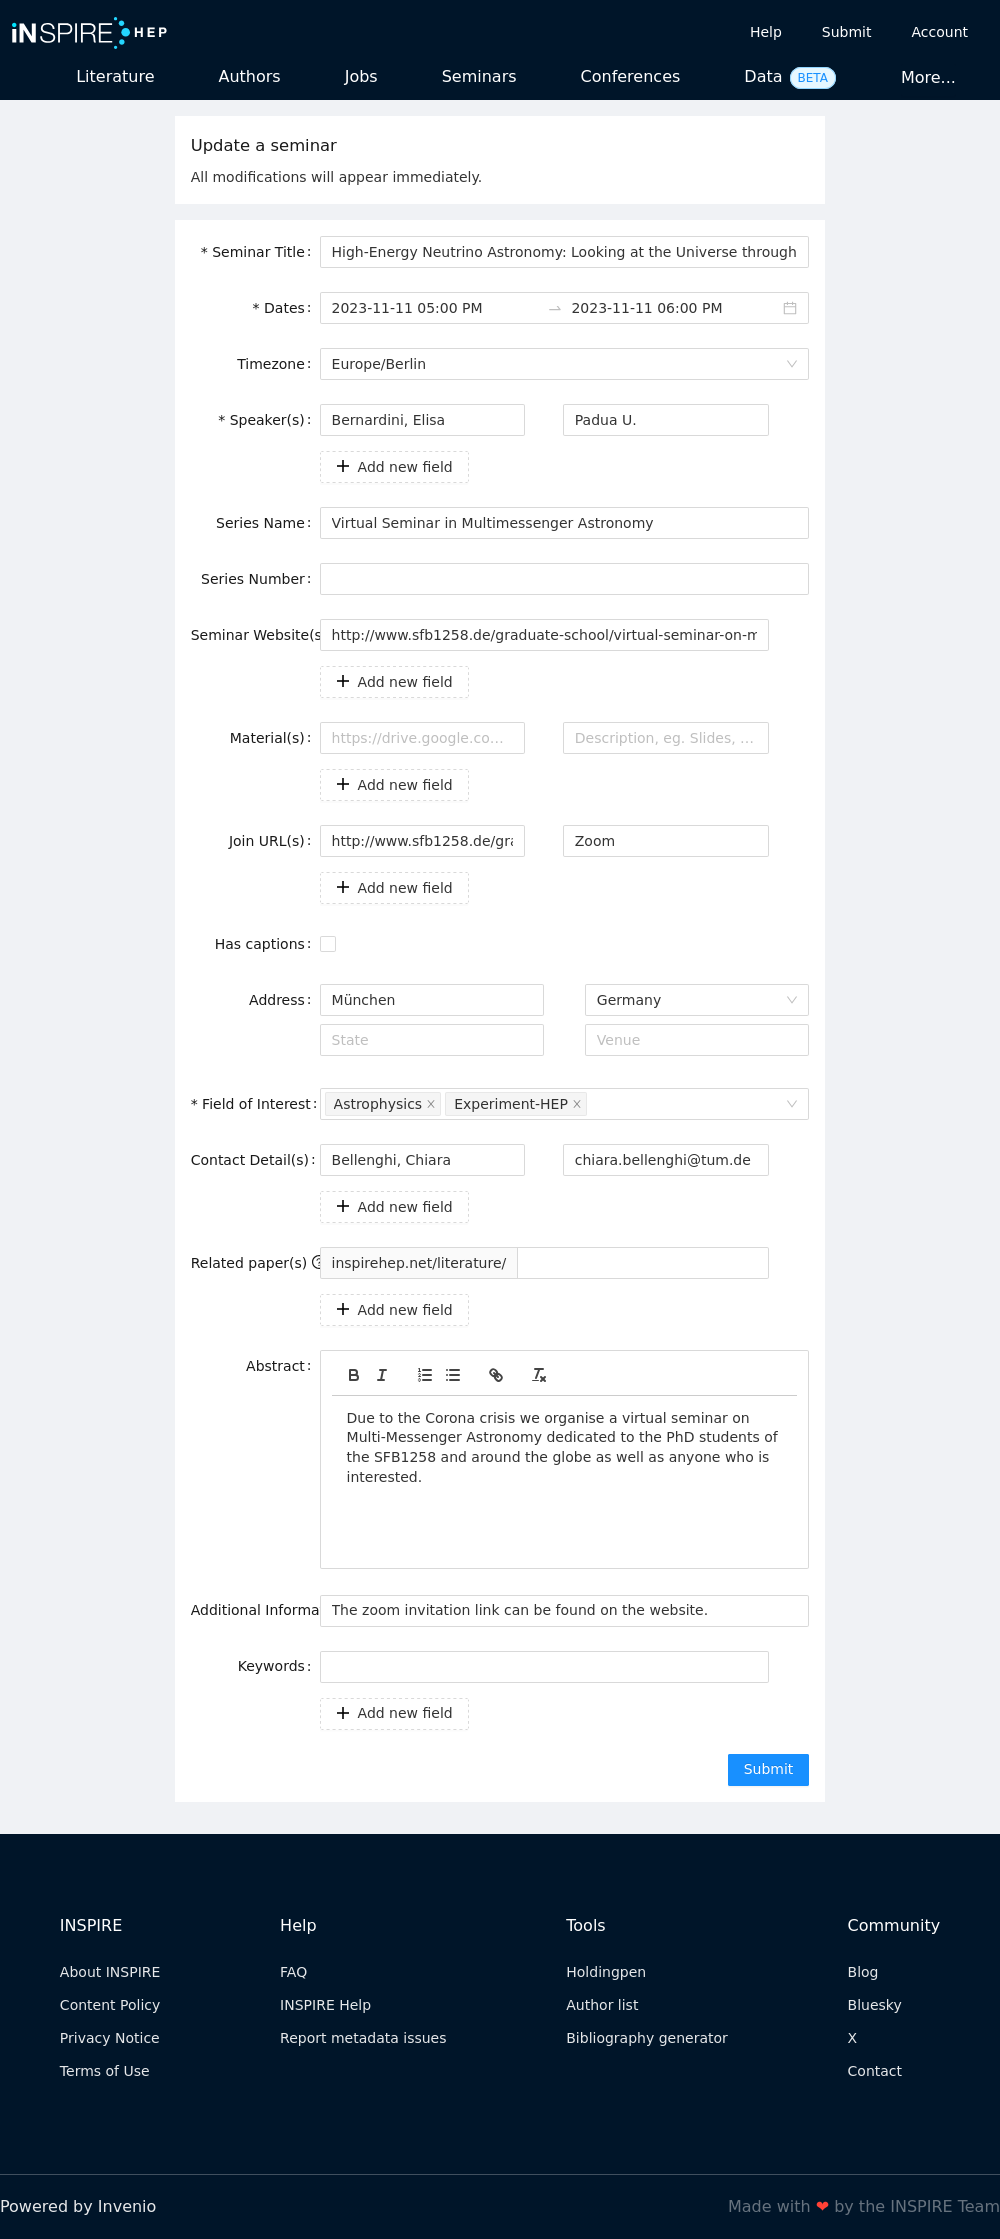 iNSPIRE HEP
Help Submit Account
Literature Authors Jobs Seminars Conferences Data BETA More...
Update a seminar
All modifications will appear immediately.
* Seminar Title: High-Energy Neutrino Astronomy: Looking at the Universe through
* Dates: 2023-11-11 05:00 PM → 2023-11-11 06:00 PM
Timezone: Europe/Berlin
* Speaker(s): Bernardini, Elisa Padua U.
+ Add new field
Series Name: Virtual Seminar in Multimessenger Astronomy
Series Number:
Seminar Website(s http://www.sfb1258.de/graduate-school/virtual-seminar-on-m
+ Add new field
Material(s): https://drive.google.co... Description, eg. Slides, ...
+ Add new field
Join URL(s): http://www.sfb1258.de/gra Zoom
+ Add new field
Has captions:
Address: München Germany
State Venue
* Field of Interest: Astrophysics × Experiment-HEP ×
Contact Detail(s): Bellenghi, Chiara chiara.bellenghi@tum.de
+ Add new field
Related paper(s) inspirehep.net/literature/
+ Add new field
Abstract:
Due to the Corona crisis we organise a virtual seminar on
Multi-Messenger Astronomy dedicated to the PhD students of
the SFB1258 and around the globe as well as anyone who is
interested.
Additional Informa The zoom invitation link can be found on the website.
Keywords:
+ Add new field
Submit
INSPIRE Help Tools Community
About INSPIRE FAQ Holdingpen Blog
Content Policy INSPIRE Help Author list Bluesky
Privacy Notice Report metadata issues Bibliography generator X
Terms of Use Contact
Powered by Invenio Made with ❤ by the INSPIRE Team